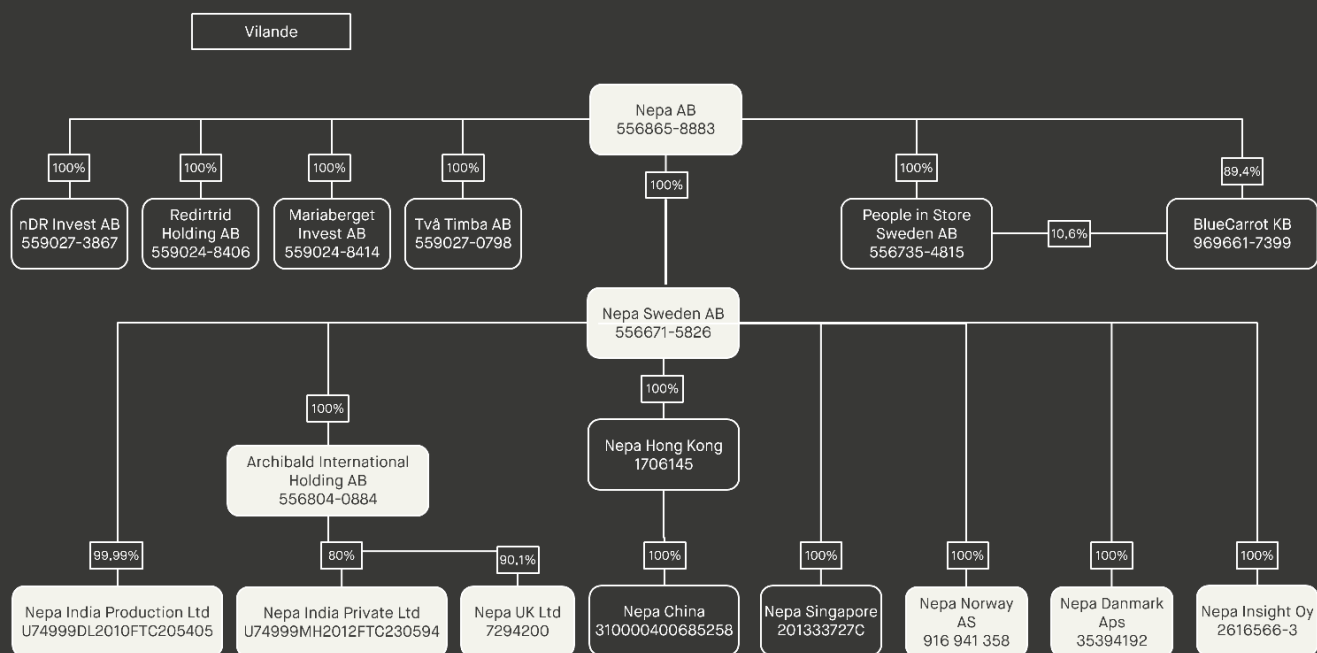 Vilande
Nepa AB
556865-8883
100%
100%
100%
100%
100%
100%
89,4%
nDR Invest AB
559027-3867
Redirtrid
Holding AB
559024-8406
Mariaberget
Invest AB
559024-8414
Två Timba AB
559027-0798
People in Store
Sweden AB
556735-4815
10,6%
BlueCarrot KB
969661-7399
Nepa Sweden AB
556671-5826
100%
100%
Archibald International
Holding AB
556804-0884
Nepa Hong Kong
1706145
99,99%
80%
90,1%
100%
100%
100%
100%
100%
Nepa India Production Ltd
U74999DL2010FTC205405
Nepa India Private Ltd
U74999MH2012FTC230594
Nepa UK Ltd
7294200
Nepa China
310000400685258
Nepa Singapore
201333727C
Nepa Norway
AS
916 941 358
Nepa Danmark
Aps
35394192
Nepa Insight Oy
2616566-3